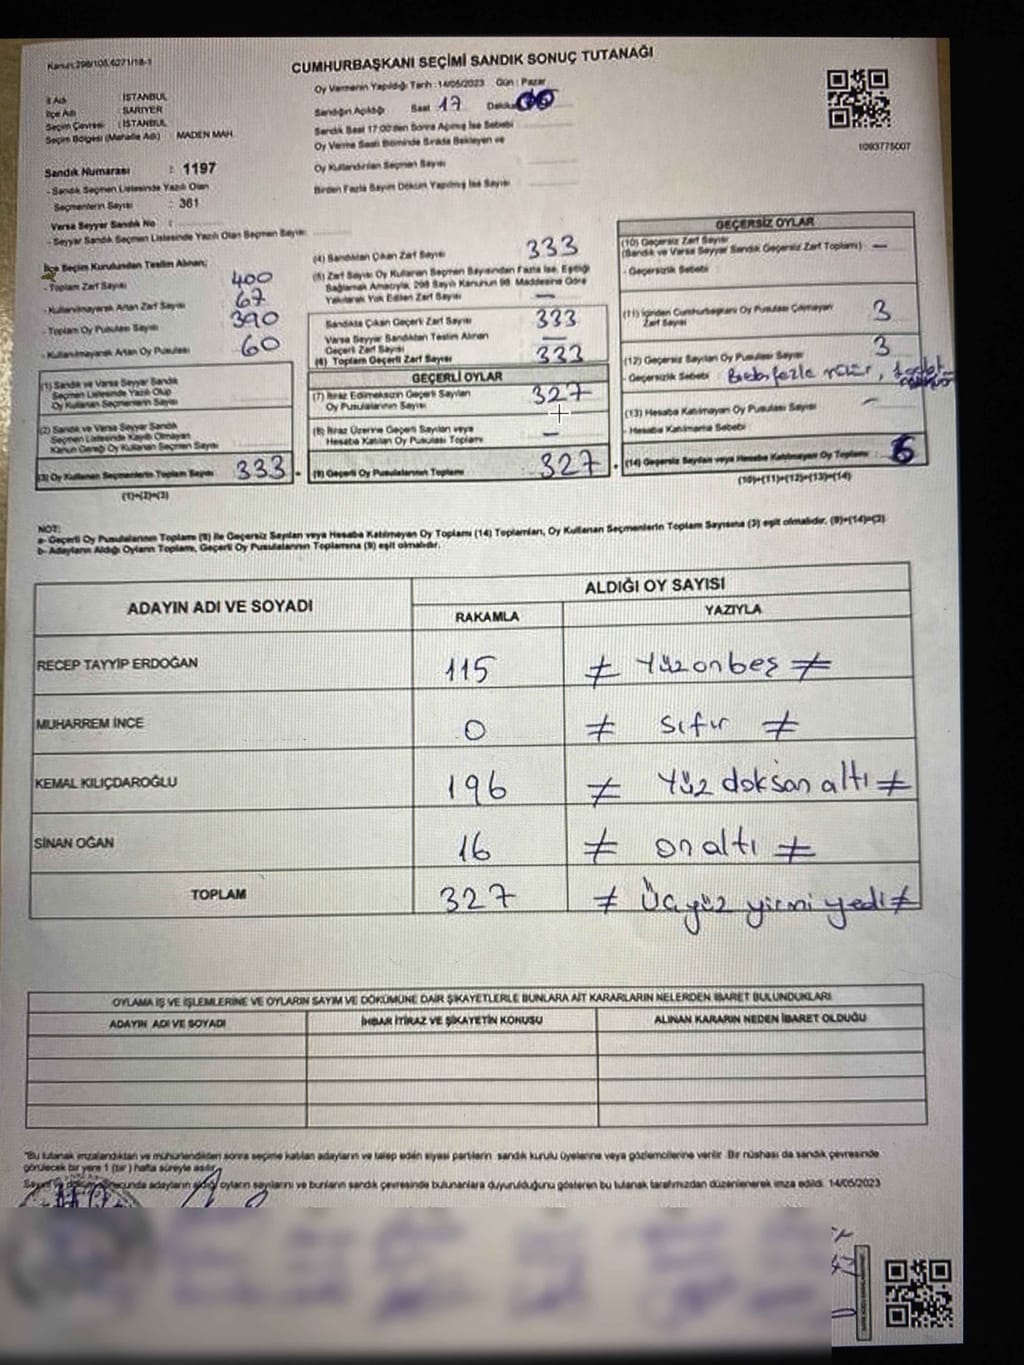 Kanun:298/105,6271/18-1
CUMHURBAŞKANI SEÇİMİ SANDIK SONUÇ TUTANAĞI
Oy Vermenin Yapıldığı Tarih :14/05/2023 Gün : Pazar
İl Adı : İSTANBUL
İlçe Adı : SARIYER
Seçim Çevresi : İSTANBUL
Seçim Bölgesi (Mahalle Adı) : MADEN MAH.
Sandığın Açıldığı Saat 17 Dakika 00
Sandık Saat 17:00'den Sonra Açılmış İse Sebebi :
Oy Verme Saati Bitiminde Sırada Bekleyen ve
Oy Kullandırılan Seçmen Sayısı :
Birden Fazla Sayım Döküm Yapılmış İse Sayısı :
1093775007
Sandık Numarası : 1197
- Sandık Seçmen Listesinde Yazılı Olan
Seçmenlerin Sayısı : 361
Varsa Seyyar Sandık No :
- Seyyar Sandık Seçmen Listesinde Yazılı Olan Seçmen Sayısı :
İlçe Seçim Kurulundan Teslim Alınan;
- Toplam Zarf Sayısı 400
- Kullanılmayarak Artan Zarf Sayısı 67
- Toplam Oy Pusulası Sayısı 390
- Kullanılmayarak Artan Oy Pusulası 60
(1) Sandık ve Varsa Seyyar Sandık
Seçmen Listesinde Yazılı Olup
Oy Kullanan Seçmenlerin Sayısı
(2) Sandık ve Varsa Seyyar Sandık
Seçmen Listesinde Kayıtlı Olmayan
Kanun Gereği Oy Kullanan Seçmen Sayısı
(3) Oy Kullanan Seçmenlerin Toplam Sayısı 333
(1)+(2)=(3)
(4) Sandıktan Çıkan Zarf Sayısı 333
(5) Zarf Sayısı Oy Kullanan Seçmen Sayısından Fazla İse, Eşitliği
Sağlamak Amacıyla, 298 Sayılı Kanunun 98. Maddesine Göre
Yakılarak Yok Edilen Zarf Sayısı —
Sandıkta Çıkan Geçerli Zarf Sayısı 333
Varsa Seyyar Sandıktan Teslim Alınan
Geçerli Zarf Sayısı —
(6) Toplam Geçerli Zarf Sayısı 333
GEÇERLİ OYLAR
(7) İtiraz Edilmeksizin Geçerli Sayılan
Oy Pusulalarının Sayısı 327
(8) İtiraz Üzerine Geçerli Sayılan veya
Hesaba Katılan Oy Pusulası Toplamı —
(9) Geçerli Oy Pusulalarının Toplamı 327
GEÇERSİZ OYLAR
(10) Geçersiz Zarf Sayısı
(Sandık ve Varsa Seyyar Sandık Geçersiz Zarf Toplamı) —
- Geçersizlik Sebebi
(11) İçinden Cumhurbaşkanı Oy Pusulası Çıkmayan
Zarf Sayısı 3
(12) Geçersiz Sayılan Oy Pusulası Sayısı 3
- Geçersizlik Sebebi :
(13) Hesaba Katılmayan Oy Pusulası Sayısı —
- Hesaba Katılmama Sebebi
(14) Geçersiz Sayılan veya Hesaba Katılmayan Oy Toplamı : 6
(10)+(11)+(12)+(13)=(14)
NOT:
a- Geçerli Oy Pusulalarının Toplamı (9) ile Geçersiz Sayılan veya Hesaba Katılmayan Oy Toplamı (14) Toplamları, Oy Kullanan Seçmenlerin Toplam Sayısına (3) eşit olmalıdır. (9)+(14)=(3)
b- Adayların Aldığı Oyların Toplamı, Geçerli Oy Pusulalarının Toplamına (9) eşit olmalıdır.
ADAYIN ADI VE SOYADI
ALDIĞI OY SAYISI
RAKAMLA YAZIYLA
RECEP TAYYİP ERDOĞAN 115 ≠ Yüzonbeş ≠
MUHARREM İNCE 0 ≠ sıfır ≠
KEMAL KILIÇDAROĞLU 196 ≠ Yüz doksan altı ≠
SİNAN OĞAN 16 ≠ on altı ≠
TOPLAM 327 ≠ Üçyüz yirmi yedi ≠
OYLAMA İŞ VE İŞLEMLERİNE VE OYLARIN SAYIM VE DÖKÜMÜNE DAİR ŞİKAYETLERLE BUNLARA AİT KARARLARIN NELERDEN İBARET BULUNDUKLARI
ADAYIN ADI VE SOYADI İHBAR İTİRAZ VE ŞİKAYETİN KONUSU ALINAN KARARIN NEDEN İBARET OLDUĞU
"Bu tutanak imzalandıktan ve mühürlendikten sonra seçime katılan adayların ve talep eden siyasi partilerin sandık kurulu üyelerine veya gözlemcilerine verilir. Bir nüshası da sandık çevresinde
görülecek bir yere 1 (bir) hafta süreyle asılır.
Sayım ve dökümü sonucunda adayların aldığı oyların sayılarını ve bunların sandık çevresinde bulunanlara duyurulduğunu gösteren bu tutanak tarafımızdan düzenlenerek imza edildi. 14/05/2023